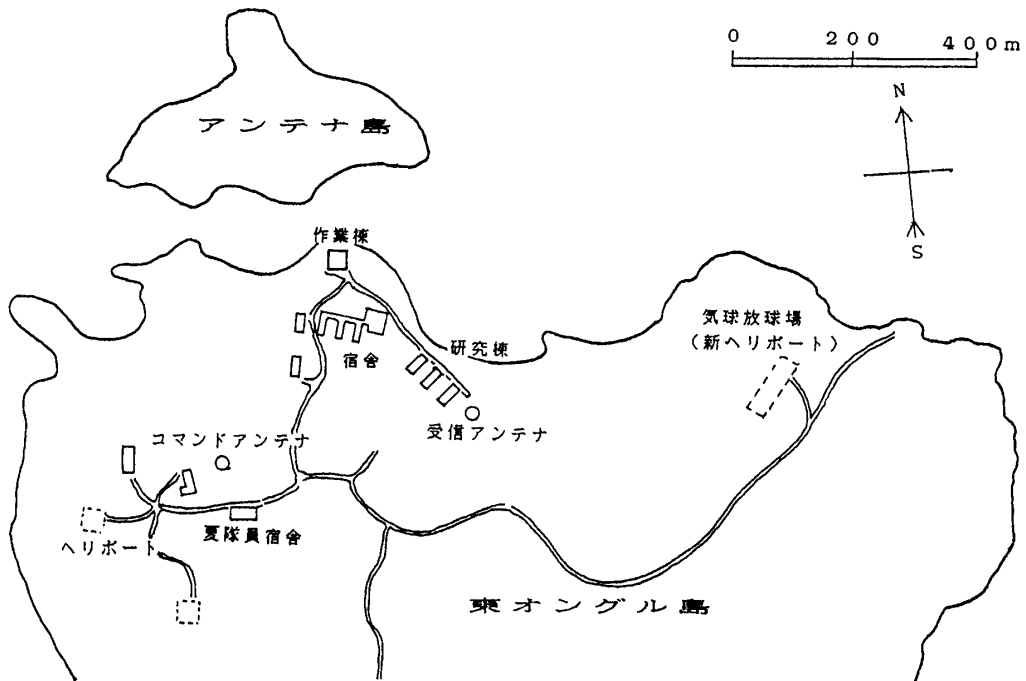 0 200 400m
N
S
アンテナ島
作業棟
気球放球場
(新ヘリポート)
研究棟
宿舎
受信アンテナ
コマンドアンテナ
夏隊員宿舎
ヘリポート
東オングル島